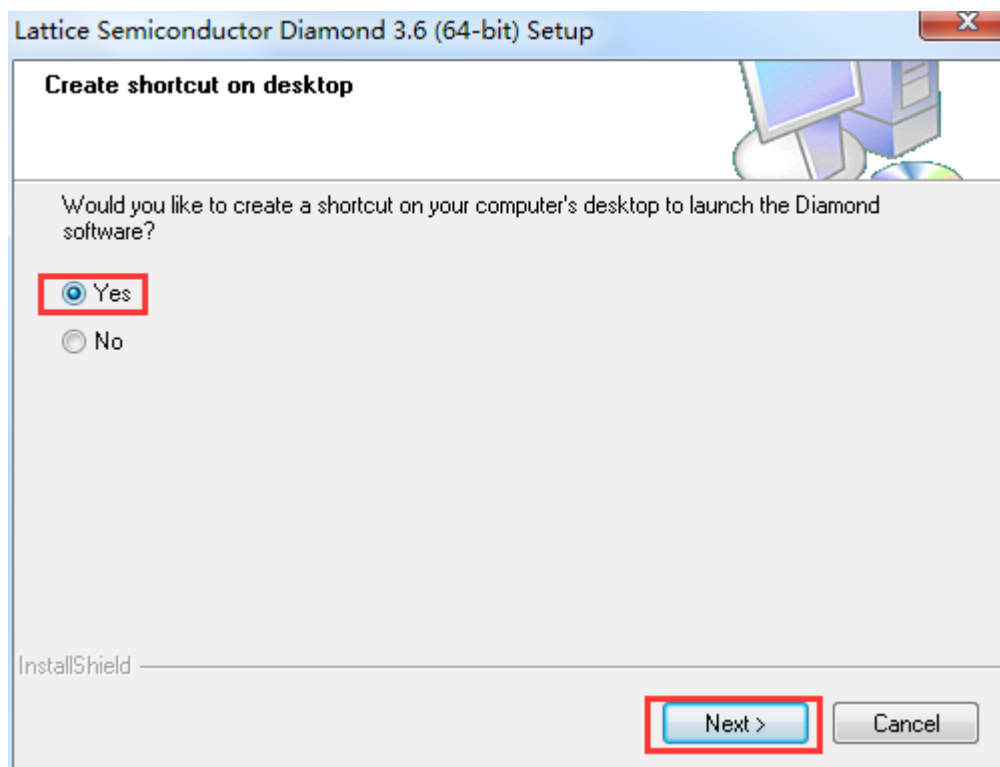 Lattice Semiconductor Diamond 3.6 (64-bit) Setup
Create shortcut on desktop
Would you like to create a shortcut on your computer's desktop to launch the Diamond
software?
Yes
No
InstallShield
Next >
Cancel